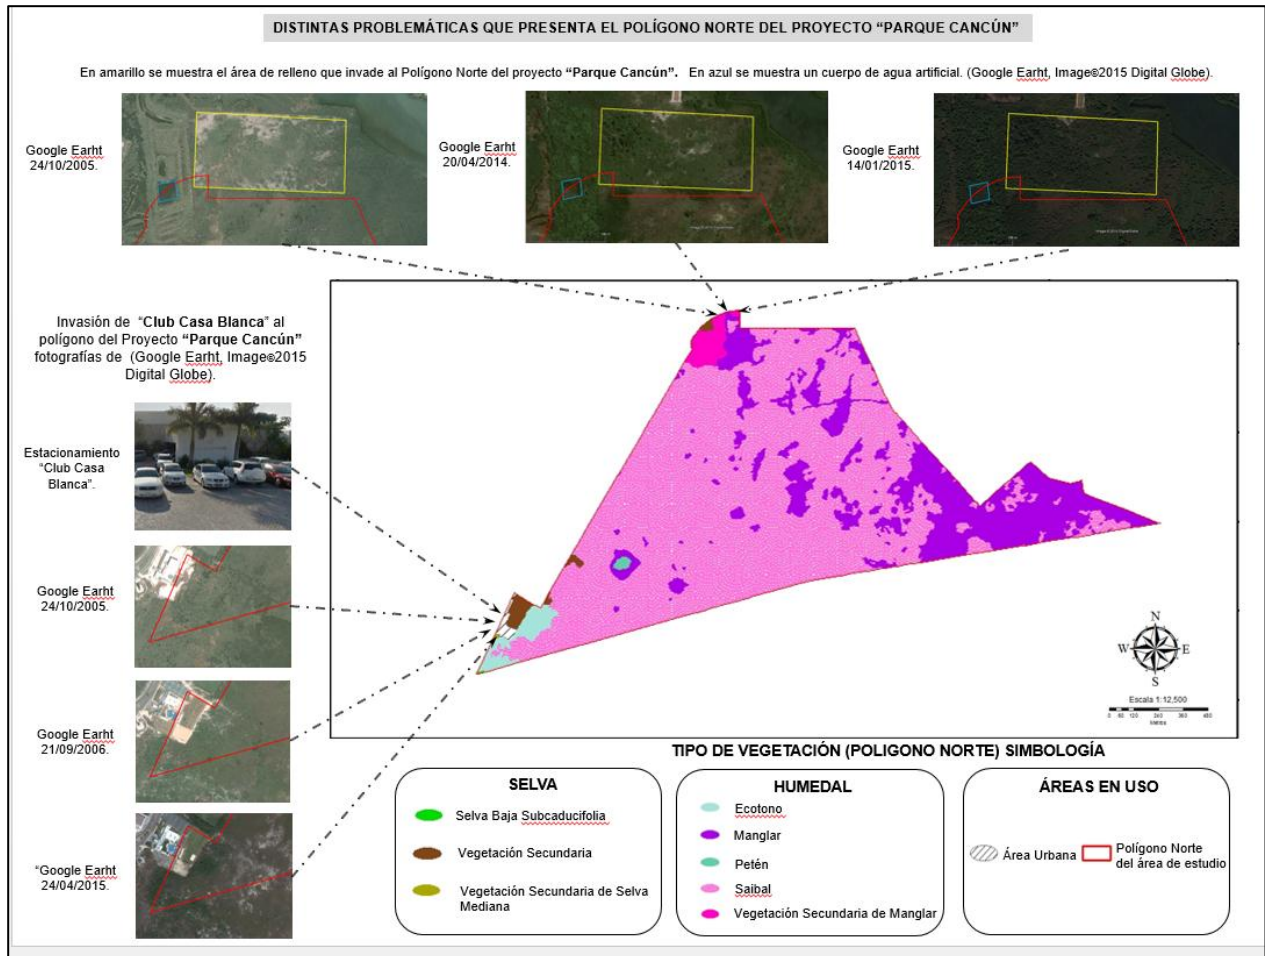 DISTINTAS PROBLEMÁTICAS QUE PRESENTA EL POLÍGONO NORTE DEL PROYECTO “PARQUE CANCÚN”
En amarillo se muestra el área de relleno que invade al Polígono Norte del proyecto “Parque Cancún”. En azul se muestra un cuerpo de agua artificial. (Google Earht, Image©2015 Digital Globe).
Google Earht
24/10/2005.
Google Earht
20/04/2014.
Google Earht
14/01/2015.
Invasión de “Club Casa Blanca” al
polígono del Proyecto “Parque Cancún”
fotografías de (Google Earht, Image©2015
Digital Globe).
Estacionamiento
“Club Casa
Blanca”.
Google Earht
24/10/2005.
Google Earht
21/09/2006.
“Google Earht
24/04/2015.
N
W E
S
Escala 1:12,500
0 60 120 240 360 480
Metros
TIPO DE VEGETACIÓN (POLIGONO NORTE) SIMBOLOGÍA
SELVA
Selva Baja Subcaducifolia
Vegetación Secundaria
Vegetación Secundaria de Selva
Mediana
HUMEDAL
Ecotono
Manglar
Petén
Saibal
Vegetación Secundaria de Manglar
ÁREAS EN USO
Área Urbana
Polígono Norte
del área de estudio